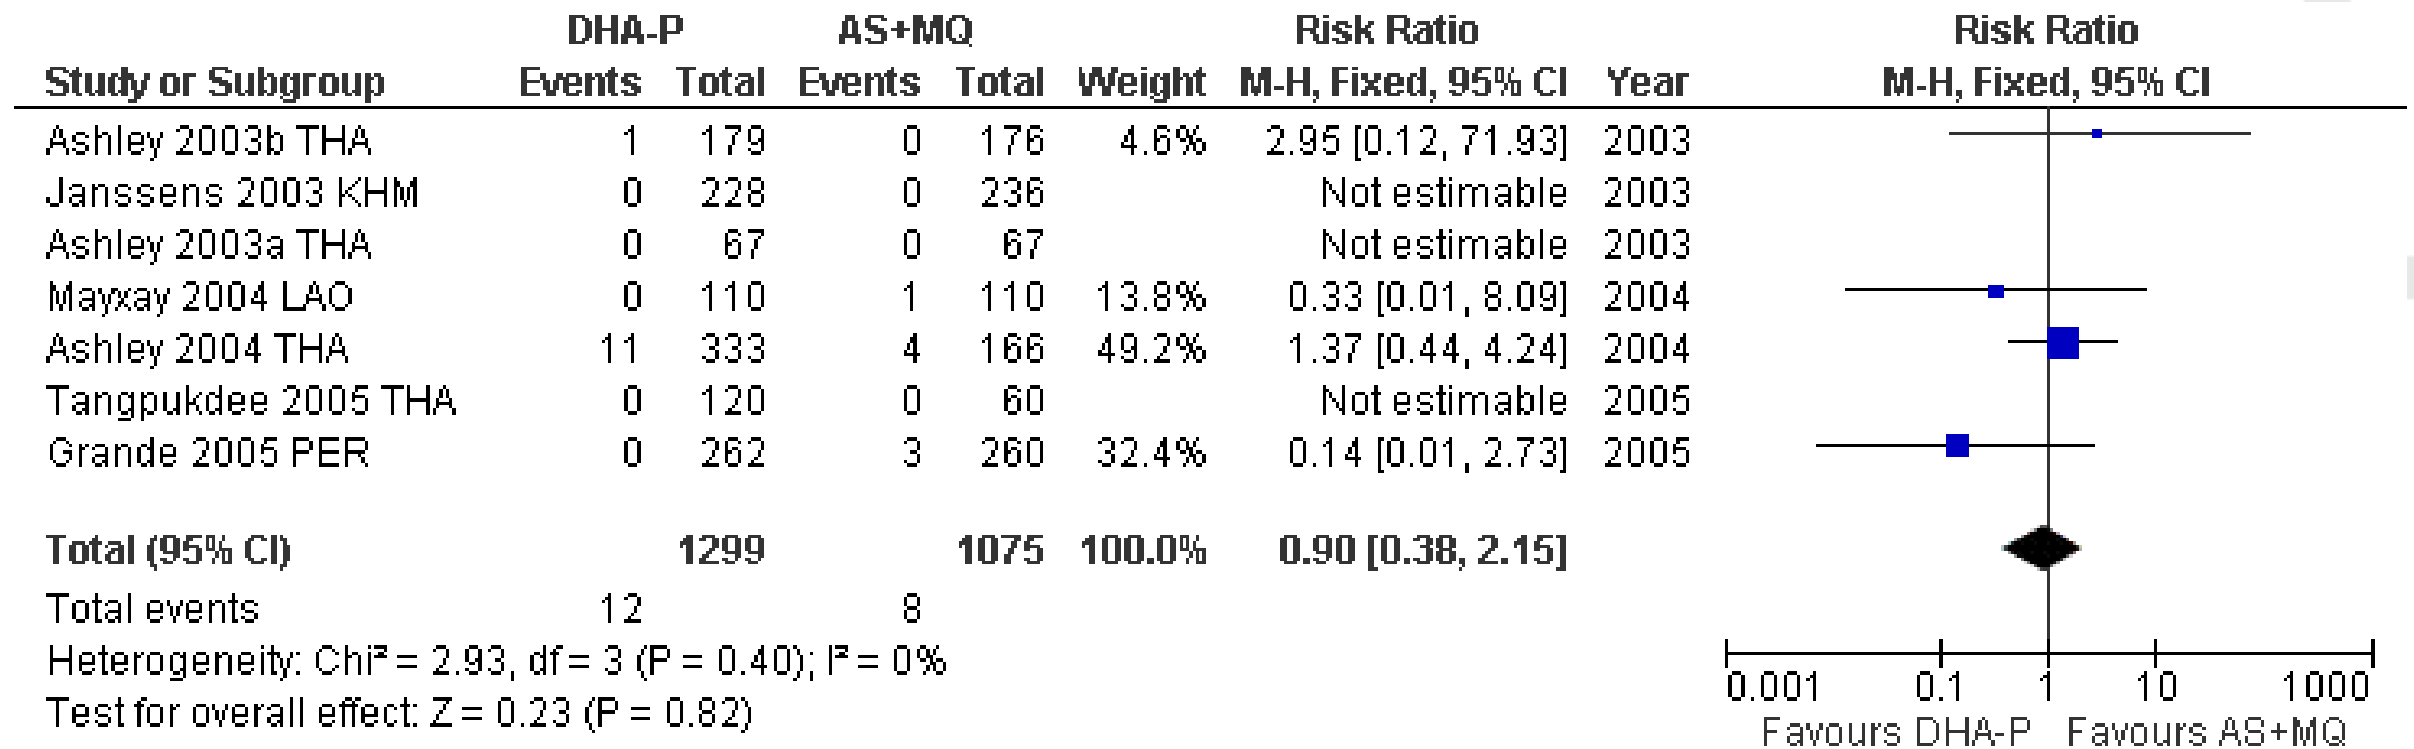 DHA-P AS+MQ Risk Ratio Risk Ratio
Study or Subgroup Events Total Events Total Weight M-H, Fixed, 95% CI Year M-H, Fixed, 95% CI
Ashley 2003b THA 1 179 0 176 4.6% 2.95 [0.12, 71.93] 2003
Janssens 2003 KHM 0 228 0 236 Not estimable 2003
Ashley 2003a THA 0 67 0 67 Not estimable 2003
Mayxay 2004 LAO 0 110 1 110 13.8% 0.33 [0.01, 8.09] 2004
Ashley 2004 THA 11 333 4 166 49.2% 1.37 [0.44, 4.24] 2004
Tangpukdee 2005 THA 0 120 0 60 Not estimable 2005
Grande 2005 PER 0 262 3 260 32.4% 0.14 [0.01, 2.73] 2005
Total (95% CI) 1299 1075 100.0% 0.90 [0.38, 2.15]
Total events 12 8
Heterogeneity: Chi² = 2.93, df = 3 (P = 0.40); I² = 0%
Test for overall effect: Z = 0.23 (P = 0.82)
0.001 0.1 1 10 1000
Favours DHA-P Favours AS+MQ